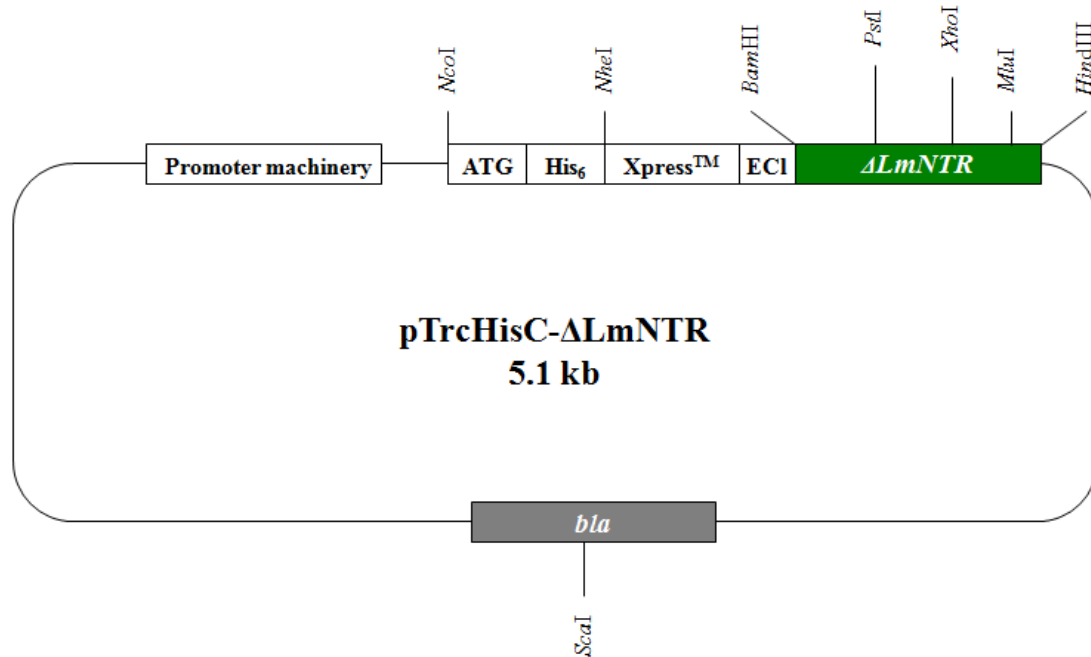 NcoI
NheI
BamHI
PstI
XhoI
MluI
HindIII
Promoter machinery
ATG
His6
Xpress™
ECl
ΔLmNTR
pTrcHisC-ΔLmNTR
5.1 kb
bla
ScaI